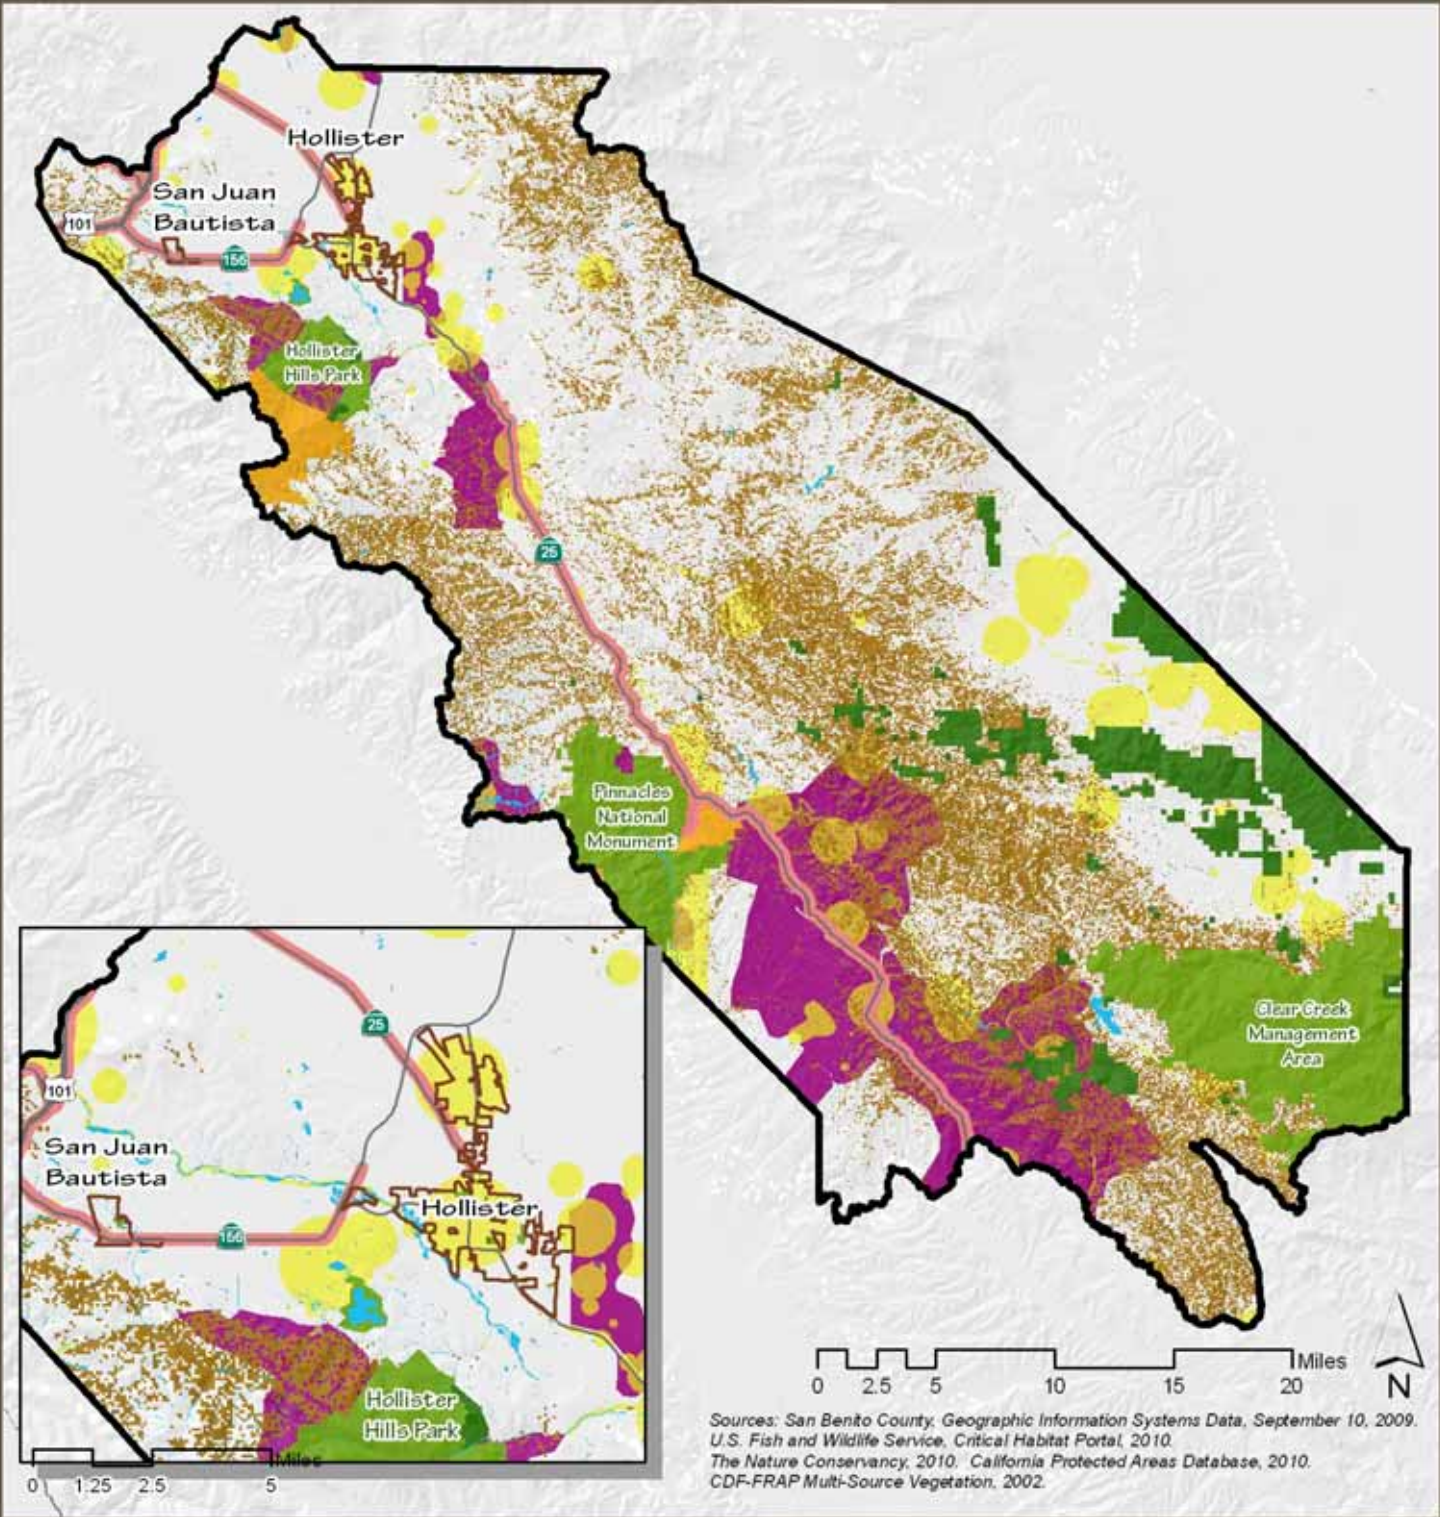 Hollister
San Juan
Bautista
101
156
Hollister
Hills Park
25
Pinnacles
National
Monument
Clear Creek
Management
Area
25
101
San Juan
Bautista
Hollister
156
Hollister
Hills Park
Miles
0 1.25 2.5 5
Miles
0 2.5 5 10 15 20
N
Sources: San Benito County, Geographic Information Systems Data, September 10, 2009.
U.S. Fish and Wildlife Service, Critical Habitat Portal, 2010.
The Nature Conservancy, 2010. California Protected Areas Database, 2010.
CDF-FRAP Multi-Source Vegetation, 2002.